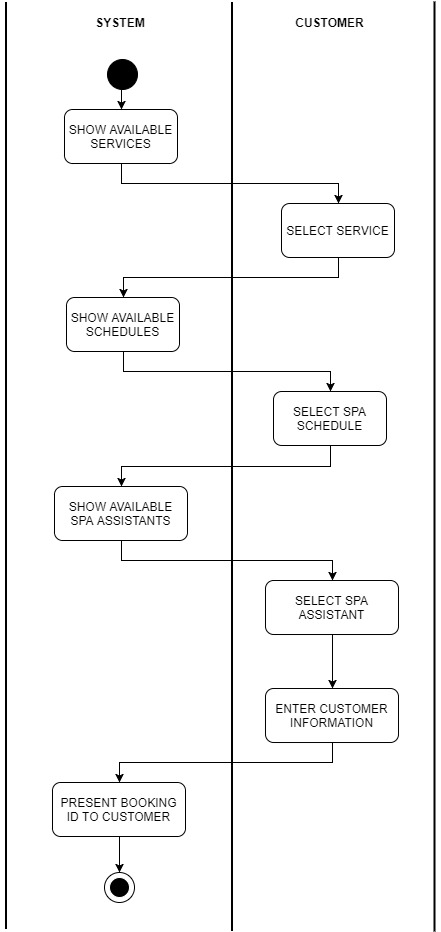 SYSTEM
CUSTOMER
SHOW AVAILABLE
SERVICES
SELECT SERVICE
SHOW AVAILABLE
SCHEDULES
SELECT SPA
SCHEDULE
SHOW AVAILABLE
SPA ASSISTANTS
SELECT SPA
ASSISTANT
ENTER CUSTOMER
INFORMATION
PRESENT BOOKING
ID TO CUSTOMER